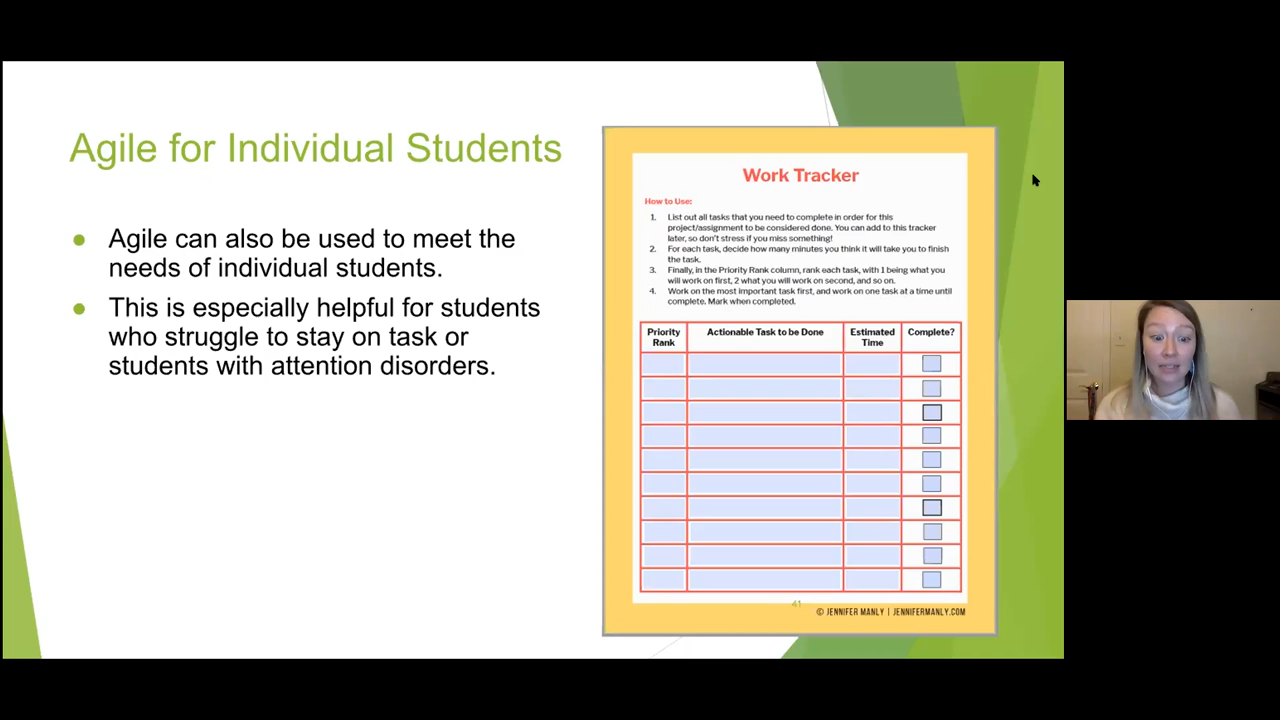 Agile for Individual Students
● Agile can also be used to meet the
needs of individual students.
● This is especially helpful for students
who struggle to stay on task or
students with attention disorders.
Work Tracker
How to Use:
1. List out all tasks that you need to complete in order for this
project/assignment to be considered done. You can add to this tracker
later, so don't stress if you miss something!
2. For each task, decide how many minutes you think it will take you to finish
the task.
3. Finally, in the Priority Rank column, rank each task, with 1 being what you
will work on first, 2 what you will work on second, and so on.
4. Work on the most important task first, and work on one task at a time until
complete. Mark when completed.
Priority Rank Actionable Task to be Done Estimated Time Complete?
41
© JENNIFER MANLY | JENNIFERMANLY.COM